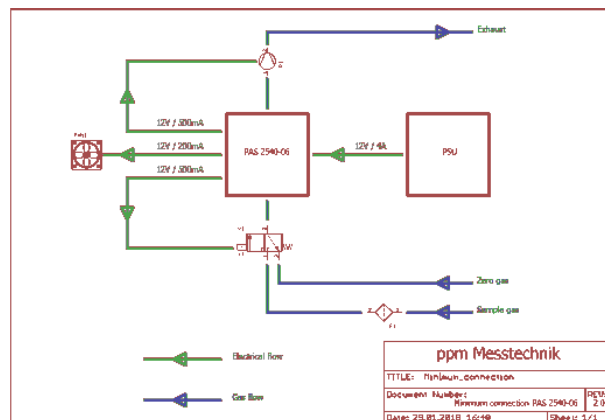 Exhaust
12V / 500mA
12V / 200mA
12V / 500mA
PAS 2540-06
12V / 4A
PSU
Zero gas
Sample gas
F1
Electrical flow
Gas flow
ppm Messtechnik
TITLE: Minimum_connection
Document Number:
Minimum connection PAS 2540-06
REV:
Date: 29.01.2018 16:40
Sheet: 1/1